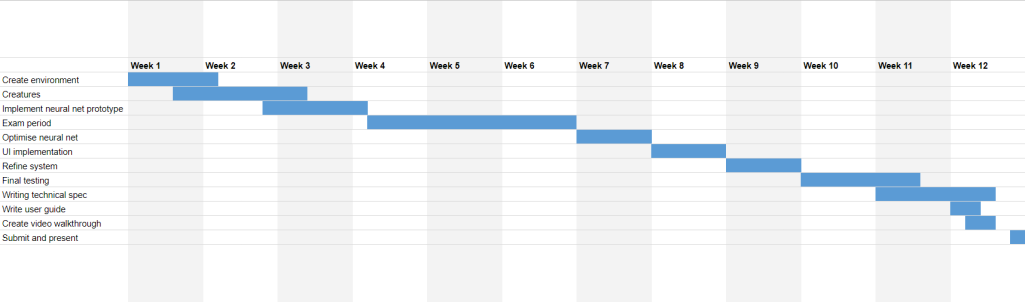 Week 1 Week 2 Week 3 Week 4 Week 5 Week 6 Week 7 Week 8 Week 9 Week 10 Week 11 Week 12
Create environment
Creatures
Implement neural net prototype
Exam period
Optimise neural net
UI implementation
Refine system
Final testing
Writing technical spec
Write user guide
Create video walkthrough
Submit and present